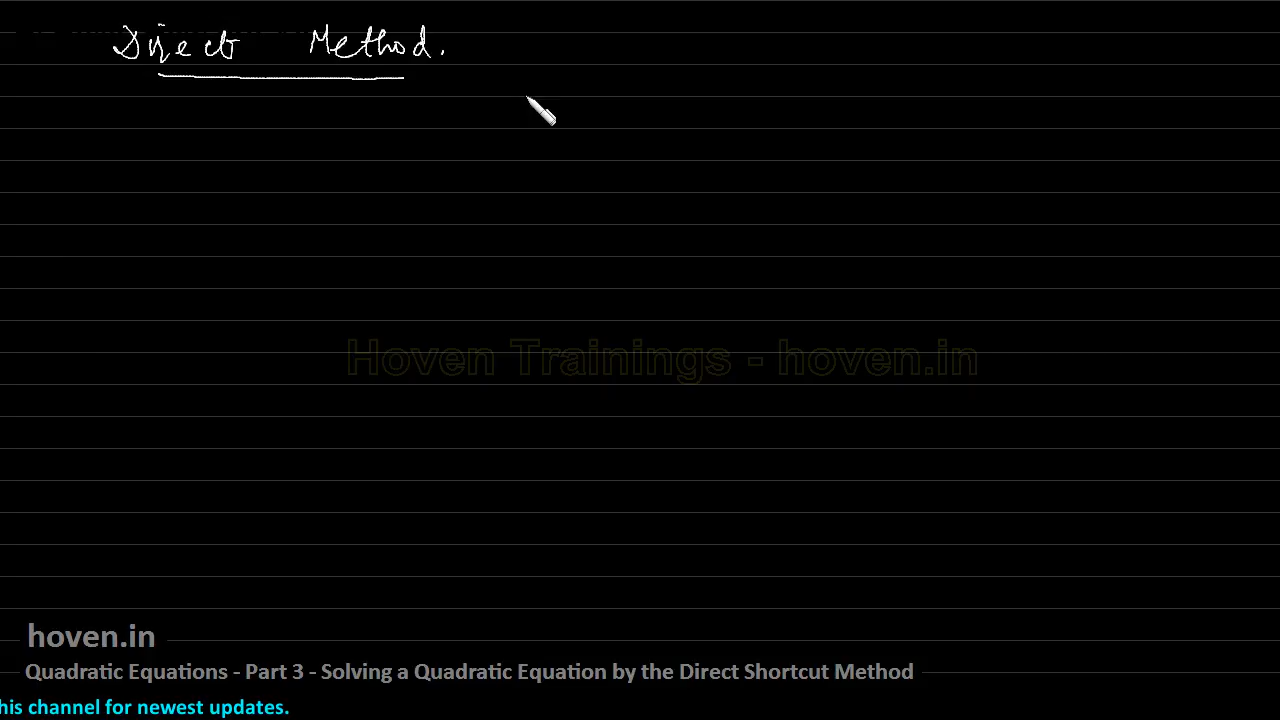 Direct Method.
Hoven Trainings - hoven.in
hoven.in
Quadratic Equations - Part 3 - Solving a Quadratic Equation by the Direct Shortcut Method
his channel for newest updates.